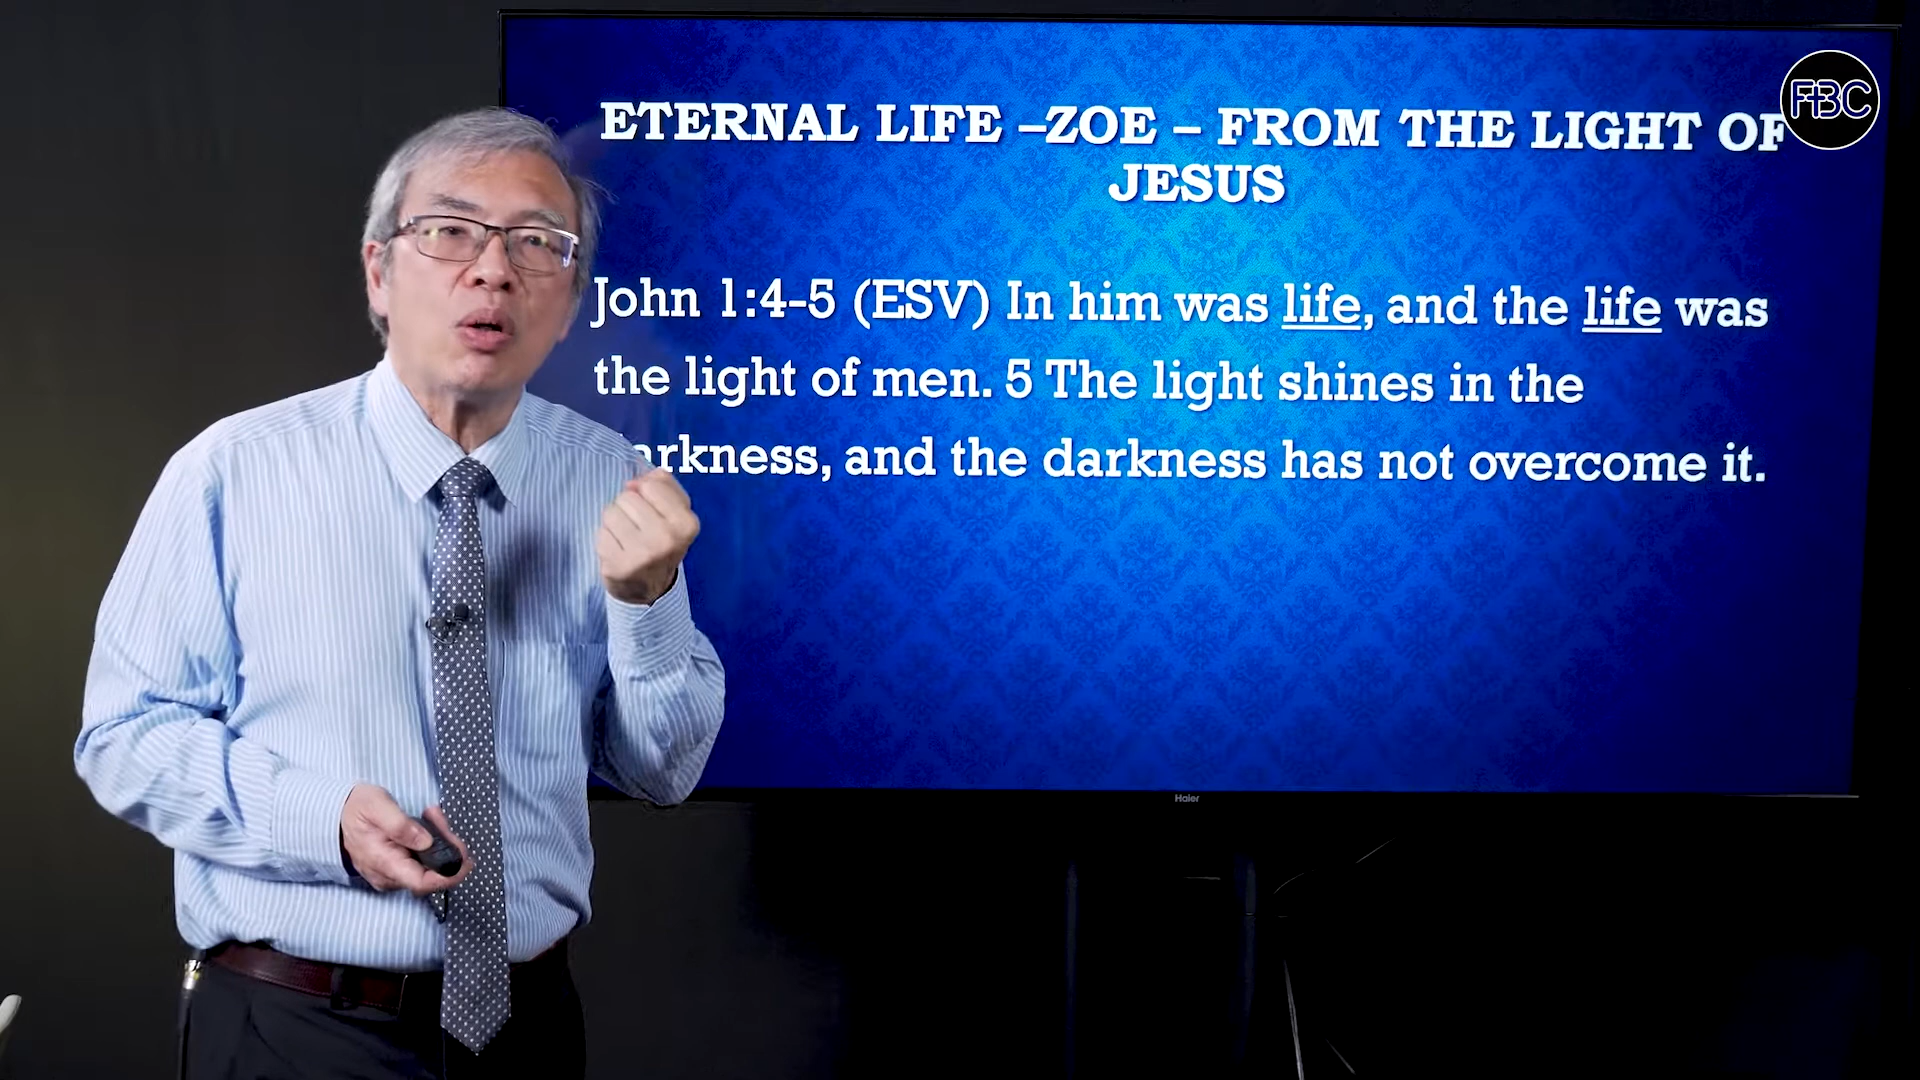 ETERNAL LIFE –ZOE – FROM THE LIGHT OF
JESUS
John 1:4-5 (ESV) In him was life, and the life was
the light of men. 5 The light shines in the
arkness, and the darkness has not overcome it.
FBC
Haier